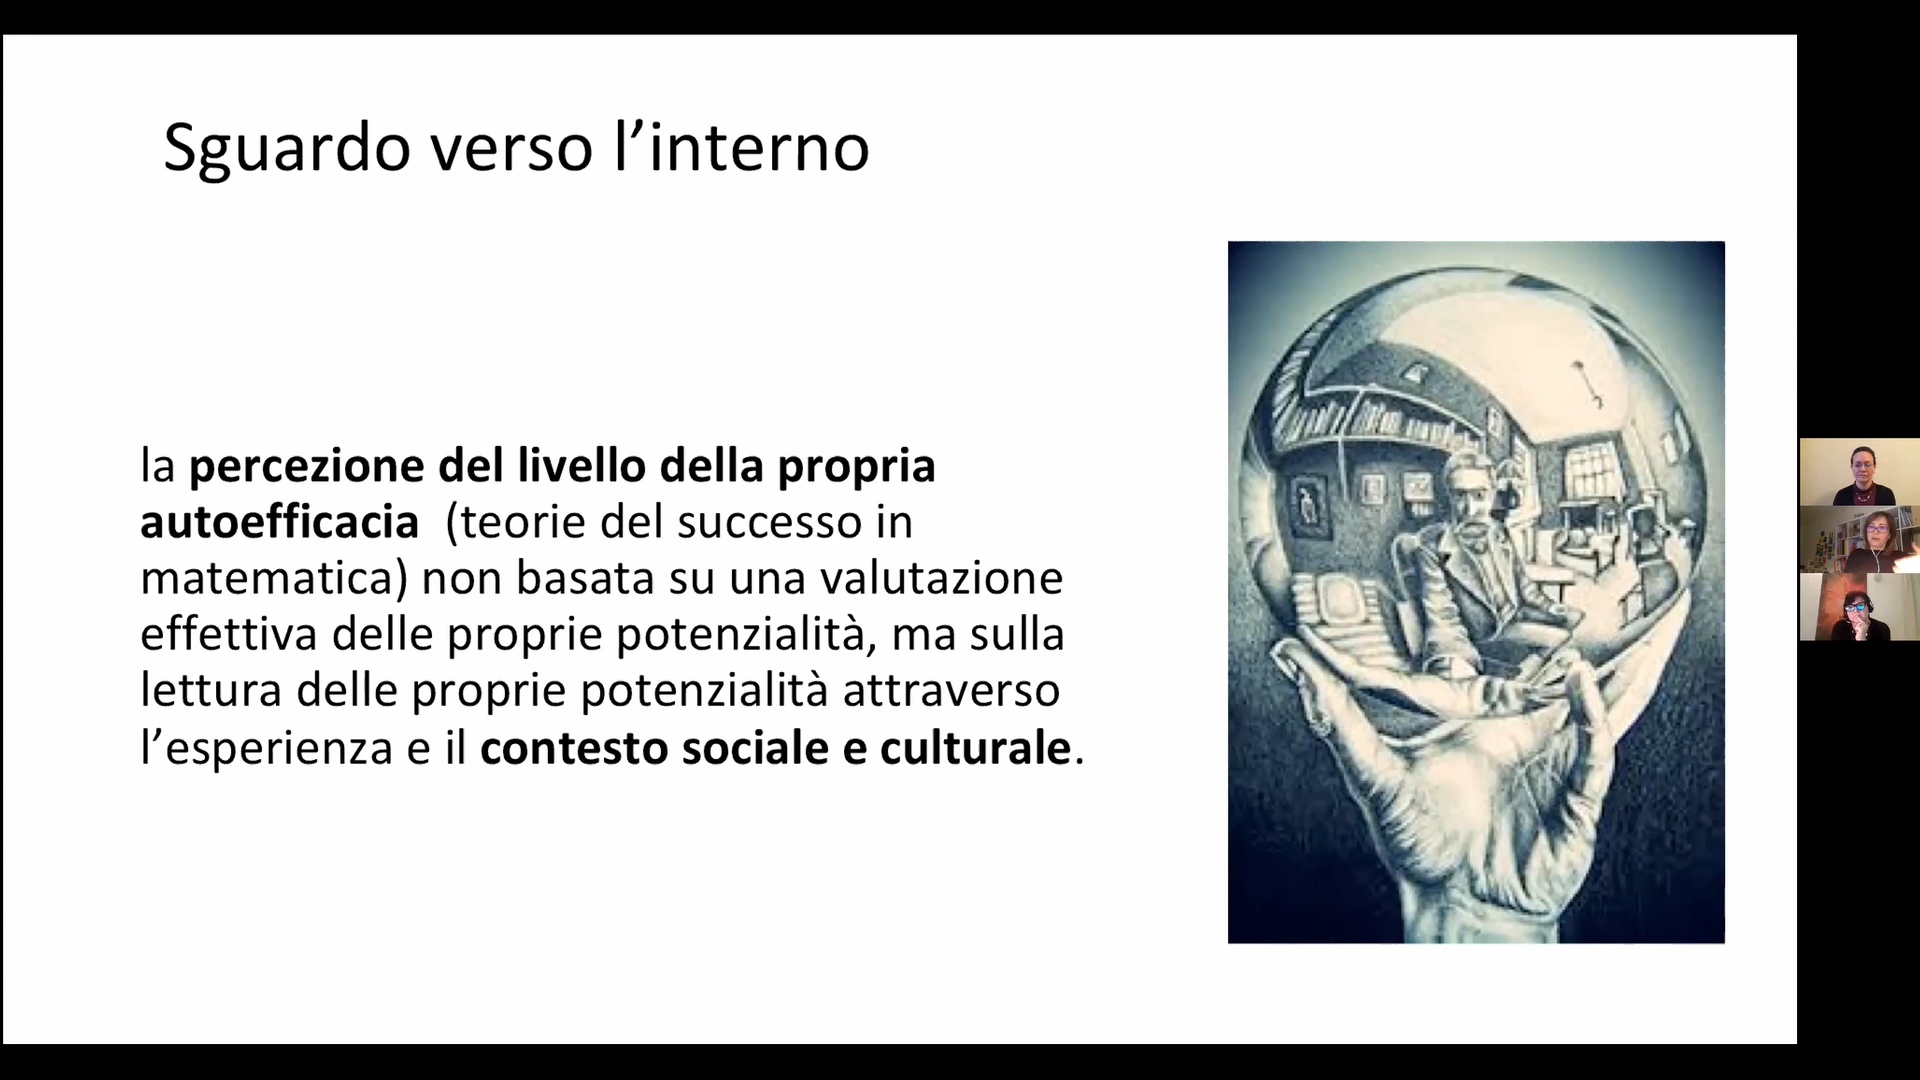 Sguardo verso l’interno
la percezione del livello della propria
autoefficacia (teorie del successo in
matematica) non basata su una valutazione
effettiva delle proprie potenzialità, ma sulla
lettura delle proprie potenzialità attraverso
l’esperienza e il contesto sociale e culturale.